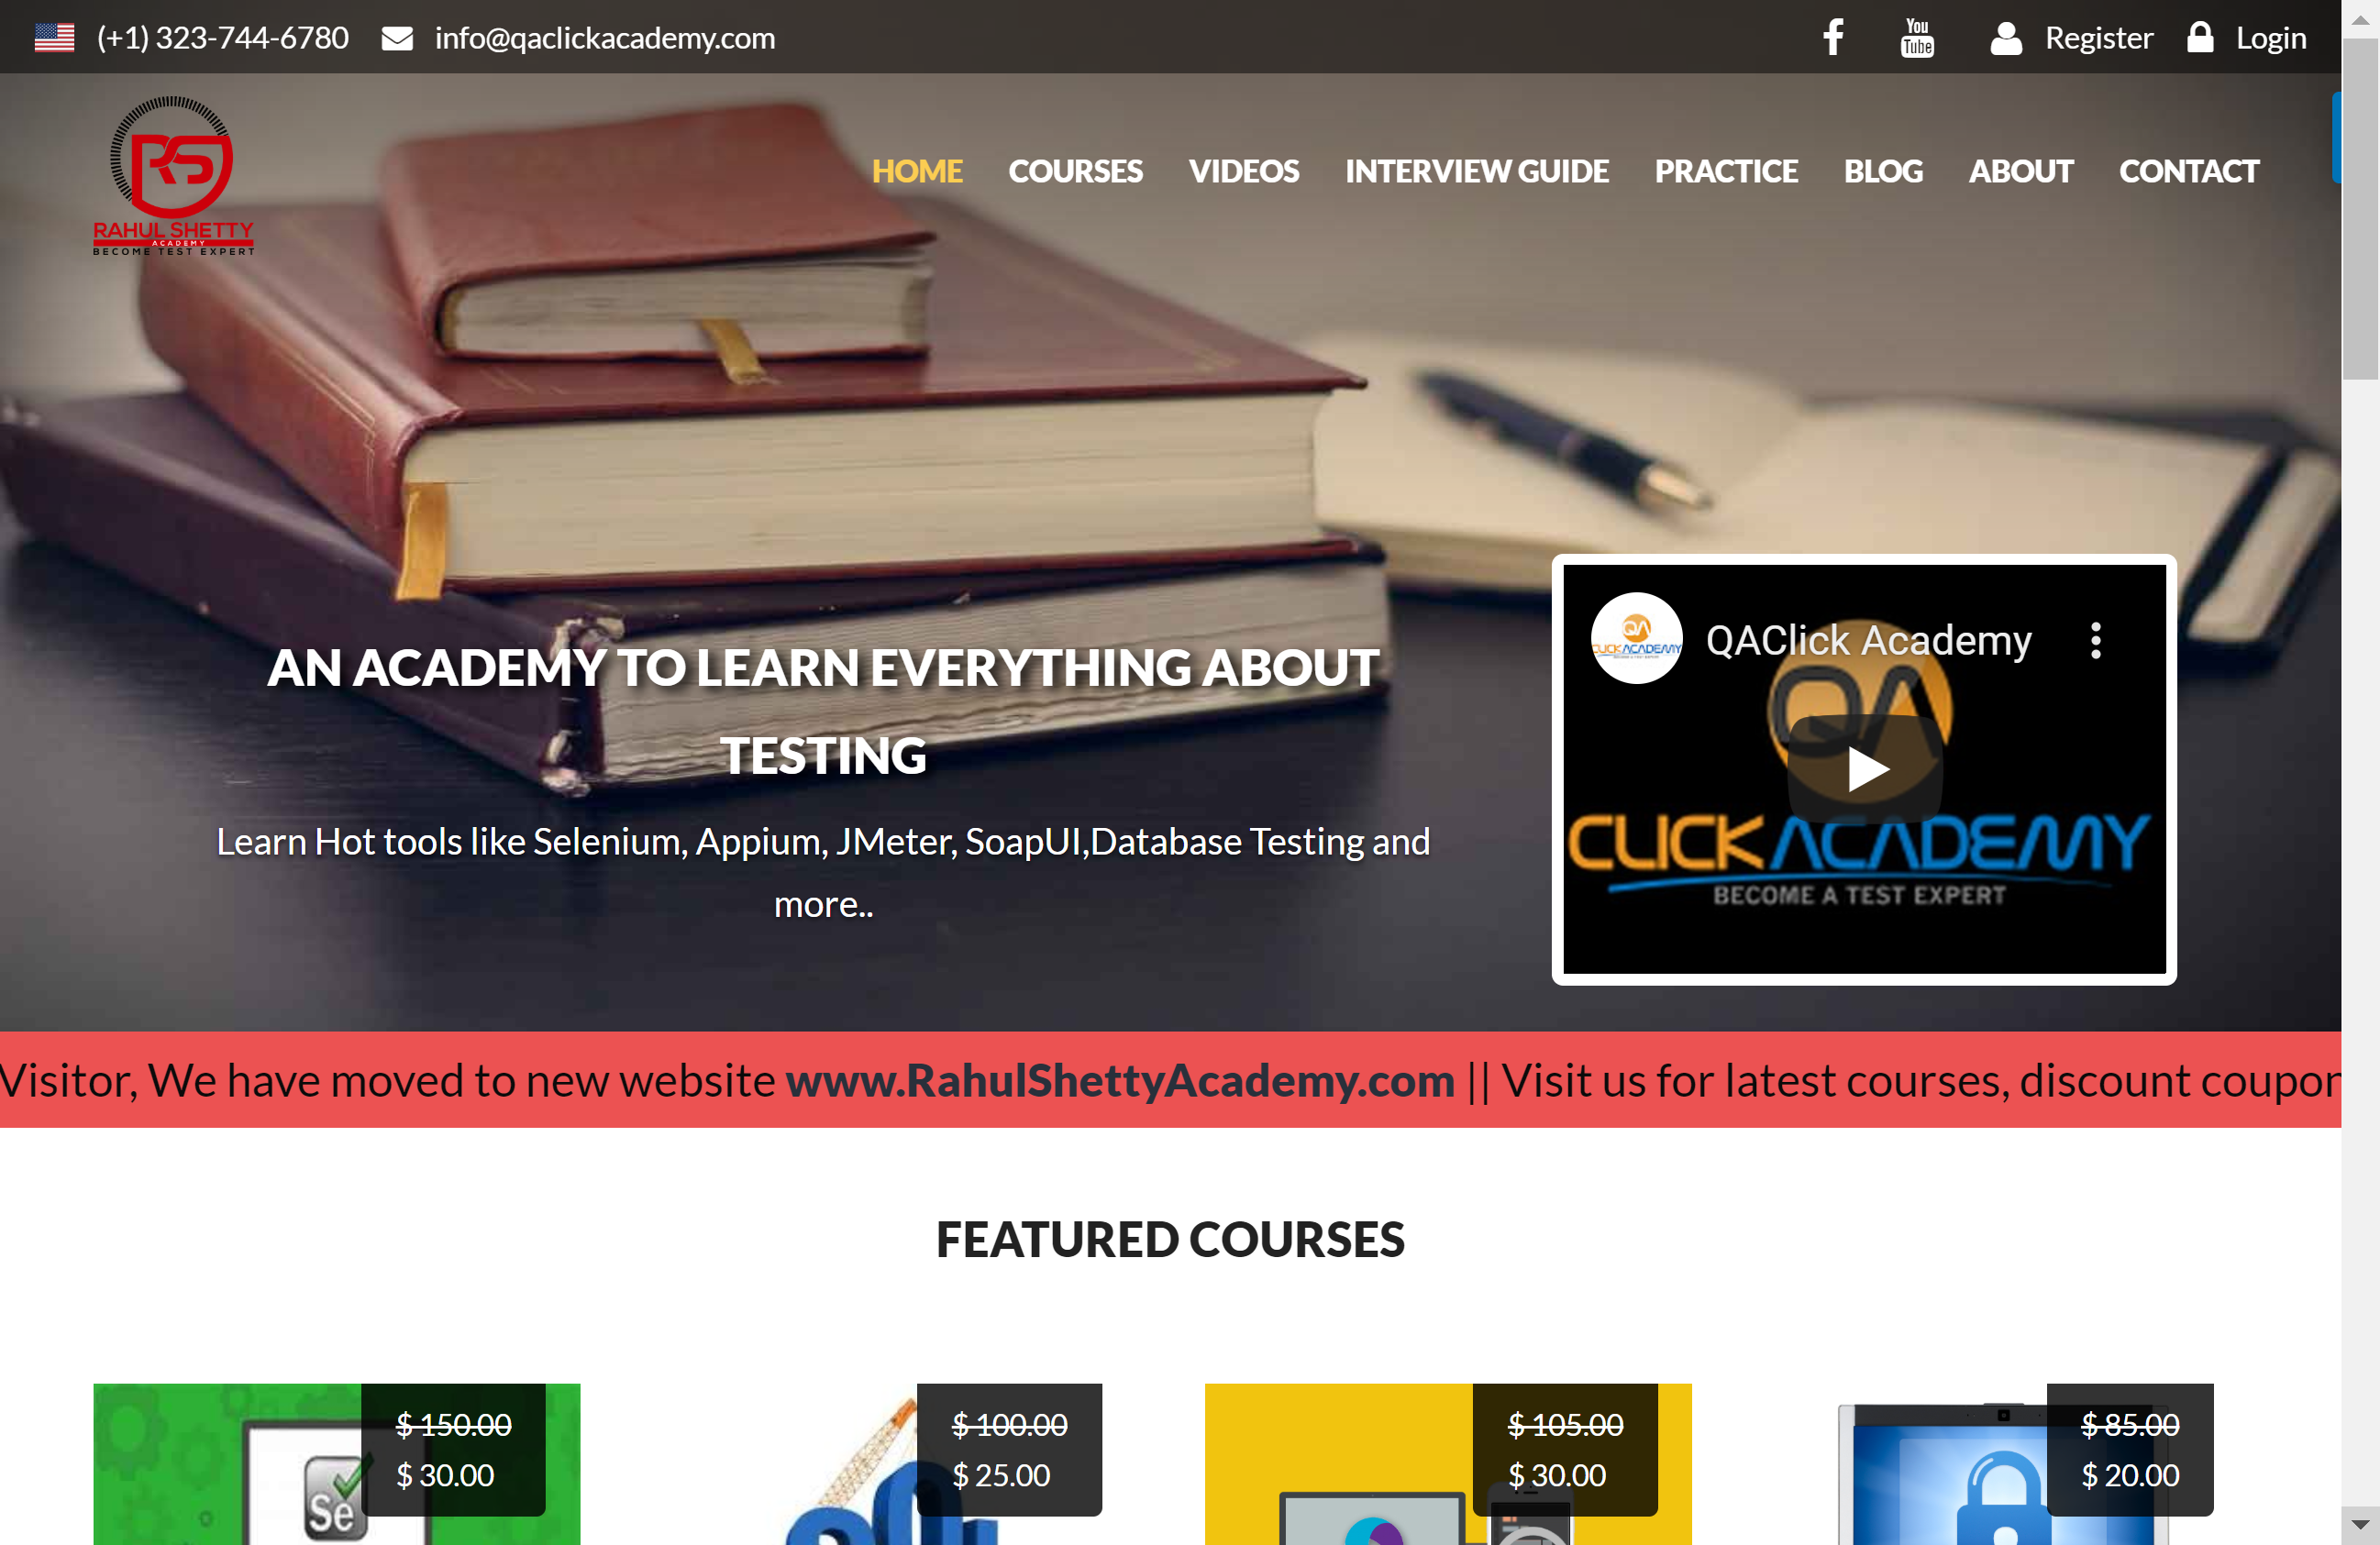 (+1) 323-744-6780 info@qaclickacademy.com You Tube Register Login
RS
RAHUL SHETTY
ACADEMY
BECOME TEST EXPERT
HOME COURSES VIDEOS INTERVIEW GUIDE PRACTICE BLOG ABOUT CONTACT
AN ACADEMY TO LEARN EVERYTHING ABOUT
TESTING
Learn Hot tools like Selenium, Appium, JMeter, SoapUI,Database Testing and
more..
QAClick Academy
QA
CLICKACADEMY
BECOME A TEST EXPERT
Visitor, We have moved to new website www.RahulShettyAcademy.com || Visit us for latest courses, discount coupon
FEATURED COURSES
$ 150.00 $ 100.00 $ 105.00 $ 85.00
$ 30.00 $ 25.00 $ 30.00 $ 20.00
Se